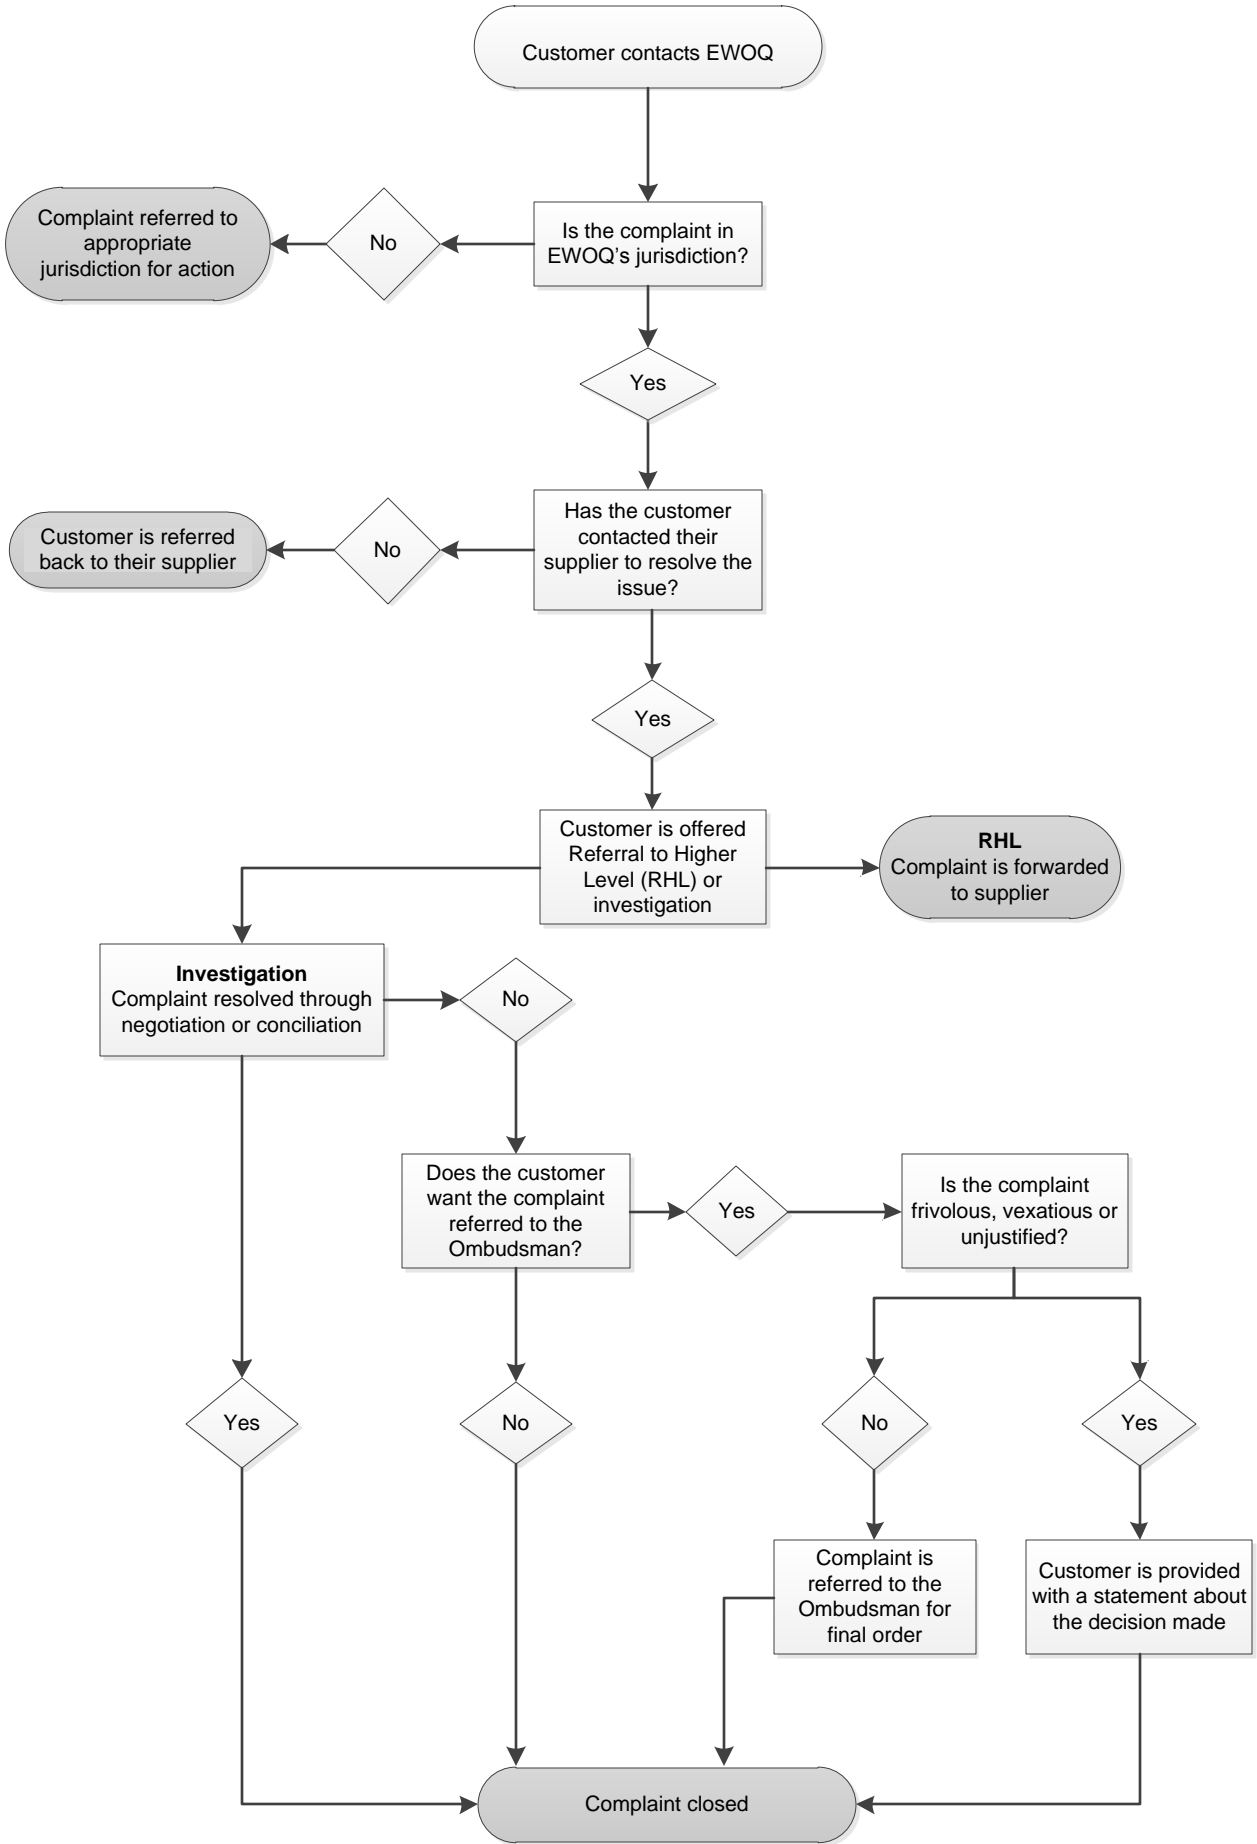 Customer contacts EWOQ
Complaint referred to
appropriate
jurisdiction for action
No
Is the complaint in
EWOQ's jurisdiction?
Yes
Customer is referred
back to their supplier
No
Has the customer
contacted their
supplier to resolve the
issue?
Yes
Customer is offered
Referral to Higher
Level (RHL) or
investigation
RHL
Complaint is forwarded
to supplier
Investigation
Complaint resolved through
negotiation or conciliation
No
Does the customer
want the complaint
referred to the
Ombudsman?
Yes
Is the complaint
frivolous, vexatious or
unjustified?
Yes
No
No
Yes
Complaint is
referred to the
Ombudsman for
final order
Customer is provided
with a statement about
the decision made
Complaint closed